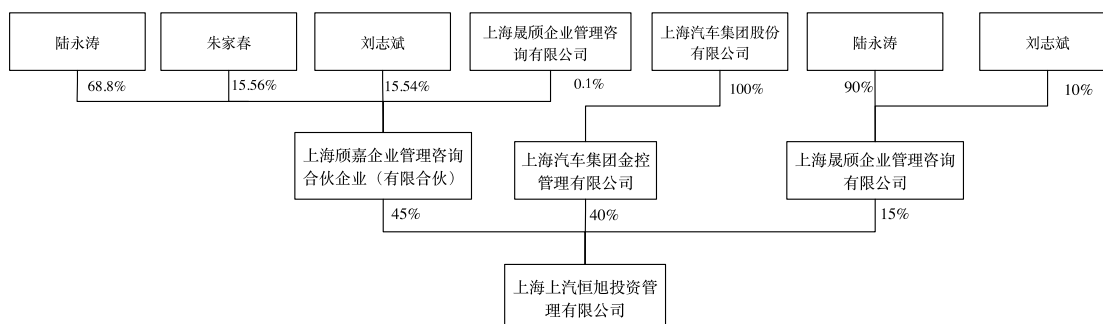 陆永涛
朱家春
刘志斌
上海晟颀企业管理咨
询有限公司
上海汽车集团股份
有限公司
陆永涛
刘志斌
68.8%
15.56%
15.54%
0.1%
100%
90%
10%
上海颀嘉企业管理咨询
合伙企业（有限合伙）
上海汽车集团金控
管理有限公司
上海晟颀企业管理咨询
有限公司
45%
40%
15%
上海上汽恒旭投资管
理有限公司